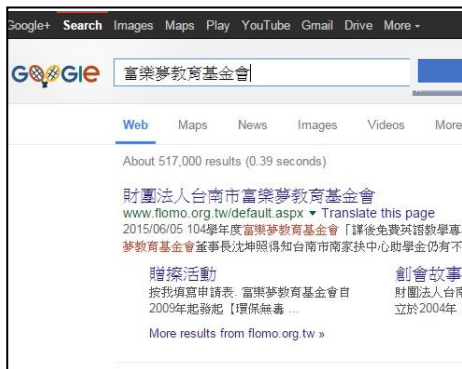 Google+ Search Images Maps Play YouTube Gmail Drive More
Google 富樂夢教育基金會
Web Maps News Images Videos More
About 517,000 results (0.39 seconds)
財團法人台南市富樂夢教育基金會
www.flomo.org.tw/default.aspx ▼ Translate this page
2015/06/05 104學年度富樂夢教育基金會「課後免費英語教學專
夢教育基金會董事長沈坤照得知台南市南家扶中心助學金仍有不
贈擦活動 創會故事
按我填寫申請表. 富樂夢教育基金會自 財團法人台南
2009年起發起【環保無毒 ... 立於2004年
More results from flomo.org.tw »